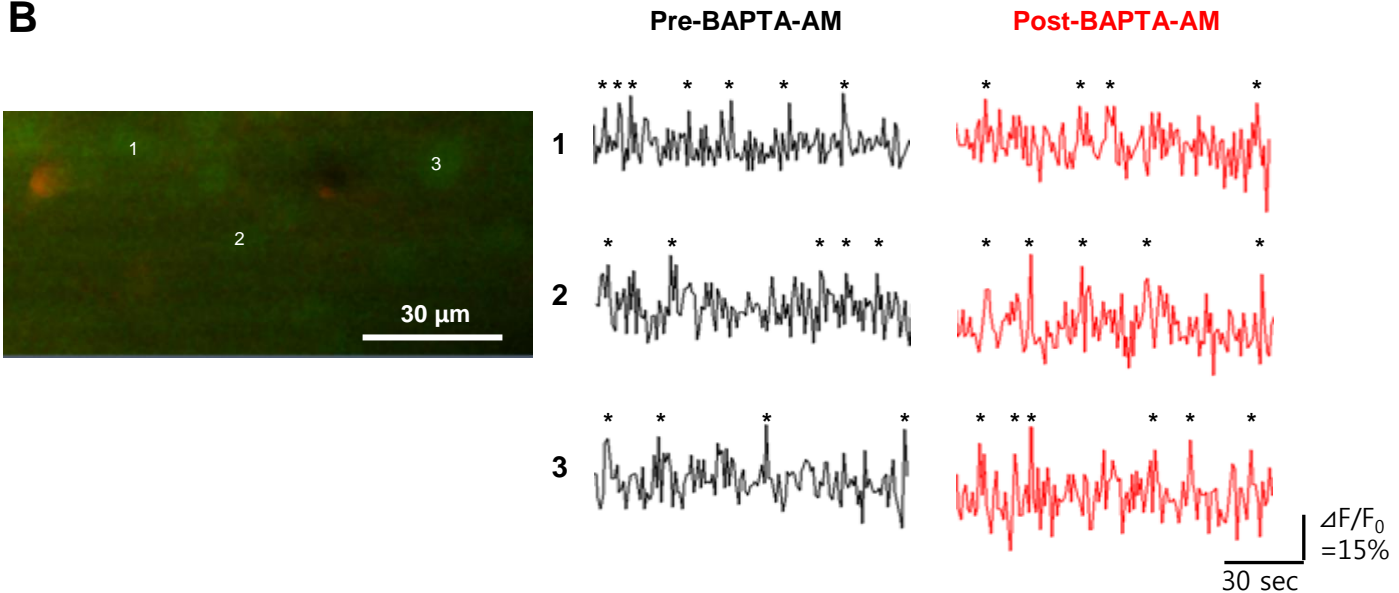 B
Pre-BAPTA-AM
Post-BAPTA-AM
* * * * * * *
* * * *
1
1
3
2
30 µm
* * * * *
* * * * *
2
* * * *
* * * * * *
3
⊿F/F0
=15%
30 sec